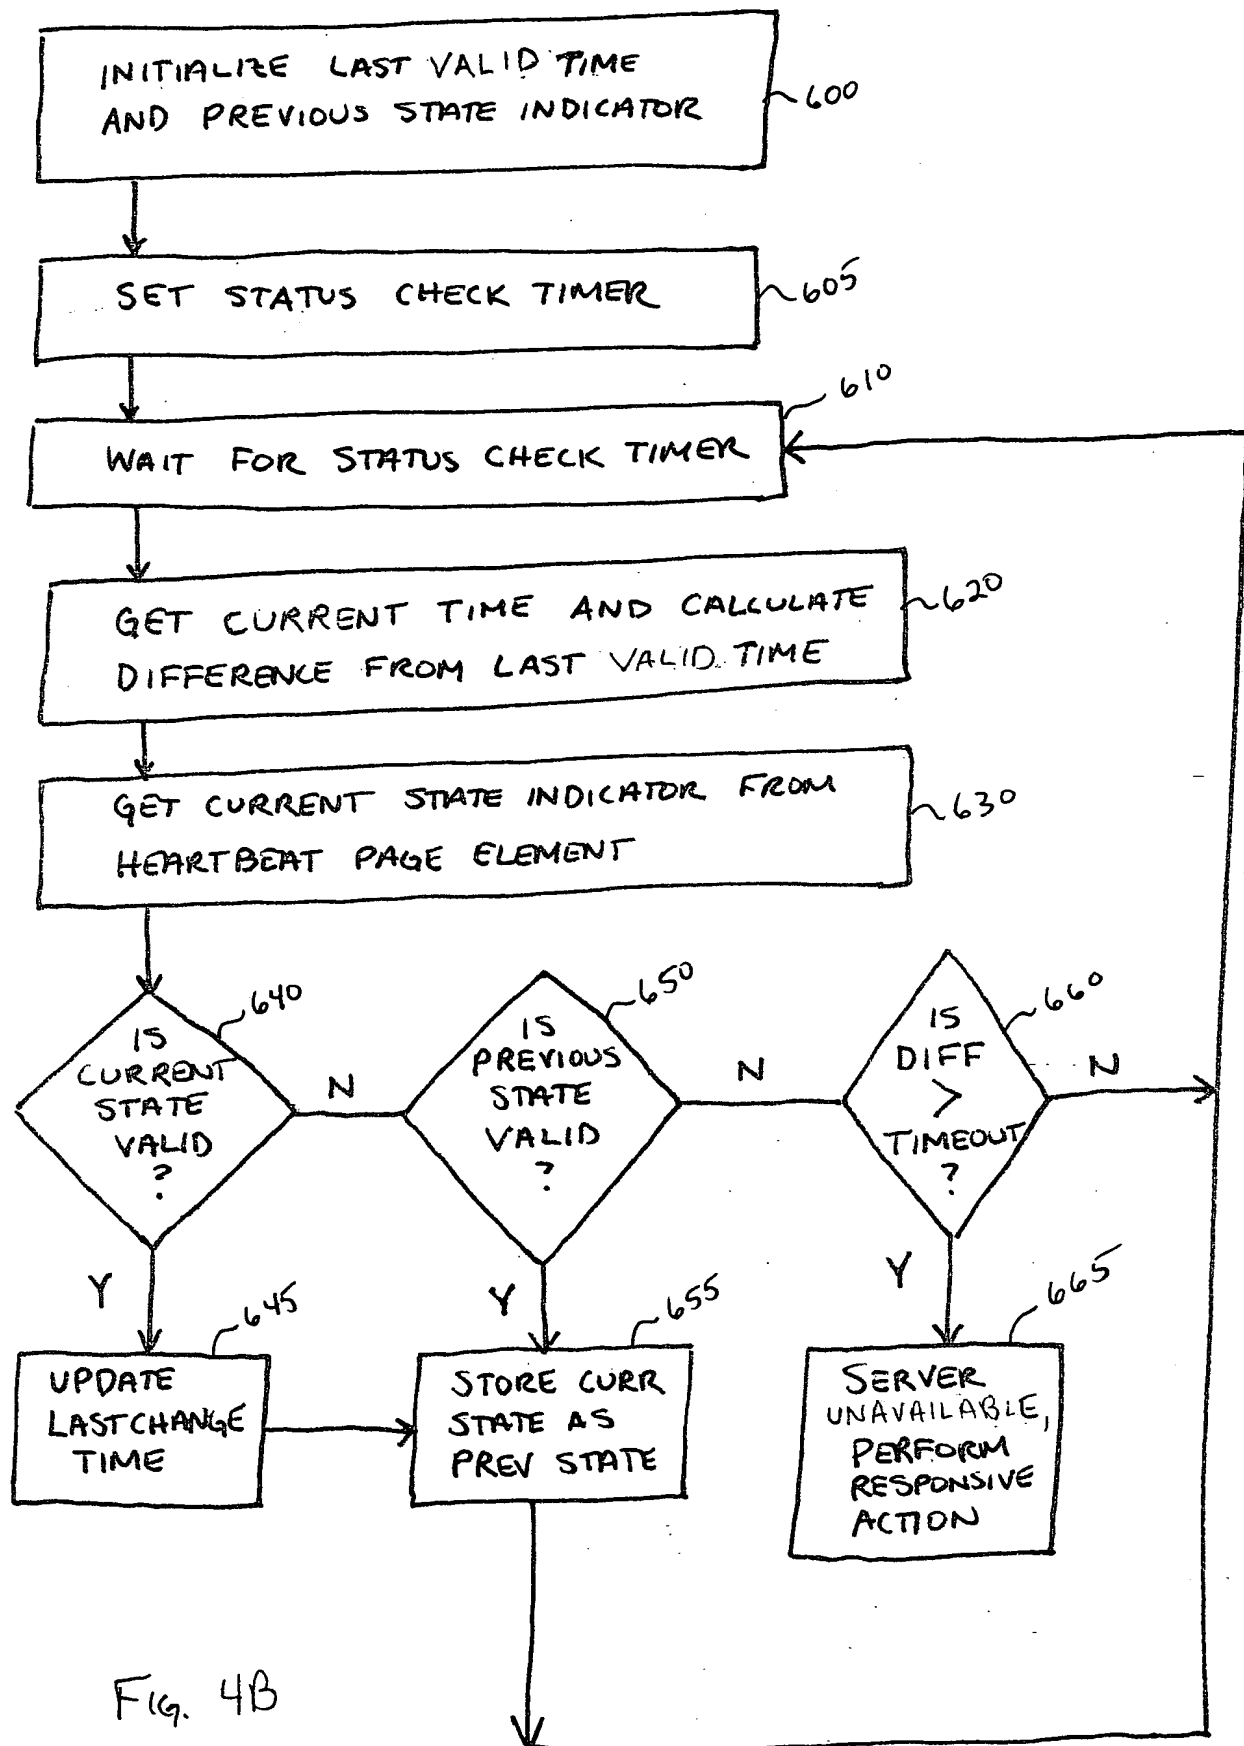 INITIALIZE LAST VALID TIME
AND PREVIOUS STATE INDICATOR
600
SET STATUS CHECK TIMER
605
610
WAIT FOR STATUS CHECK TIMER
GET CURRENT TIME AND CALCULATE
DIFFERENCE FROM LAST VALID TIME
620
GET CURRENT STATE INDICATOR FROM
HEARTBEAT PAGE ELEMENT
630
640
IS
CURRENT
STATE
VALID
?
N
Y
650
IS
PREVIOUS
STATE
VALID
?
N
Y
660
IS
DIFF
>
TIMEOUT
?
N
Y
645
UPDATE
LASTCHANGE
TIME
655
STORE CURR
STATE AS
PREV STATE
665
SERVER
UNAVAILABLE,
PERFORM
RESPONSIVE
ACTION
FIG. 4B